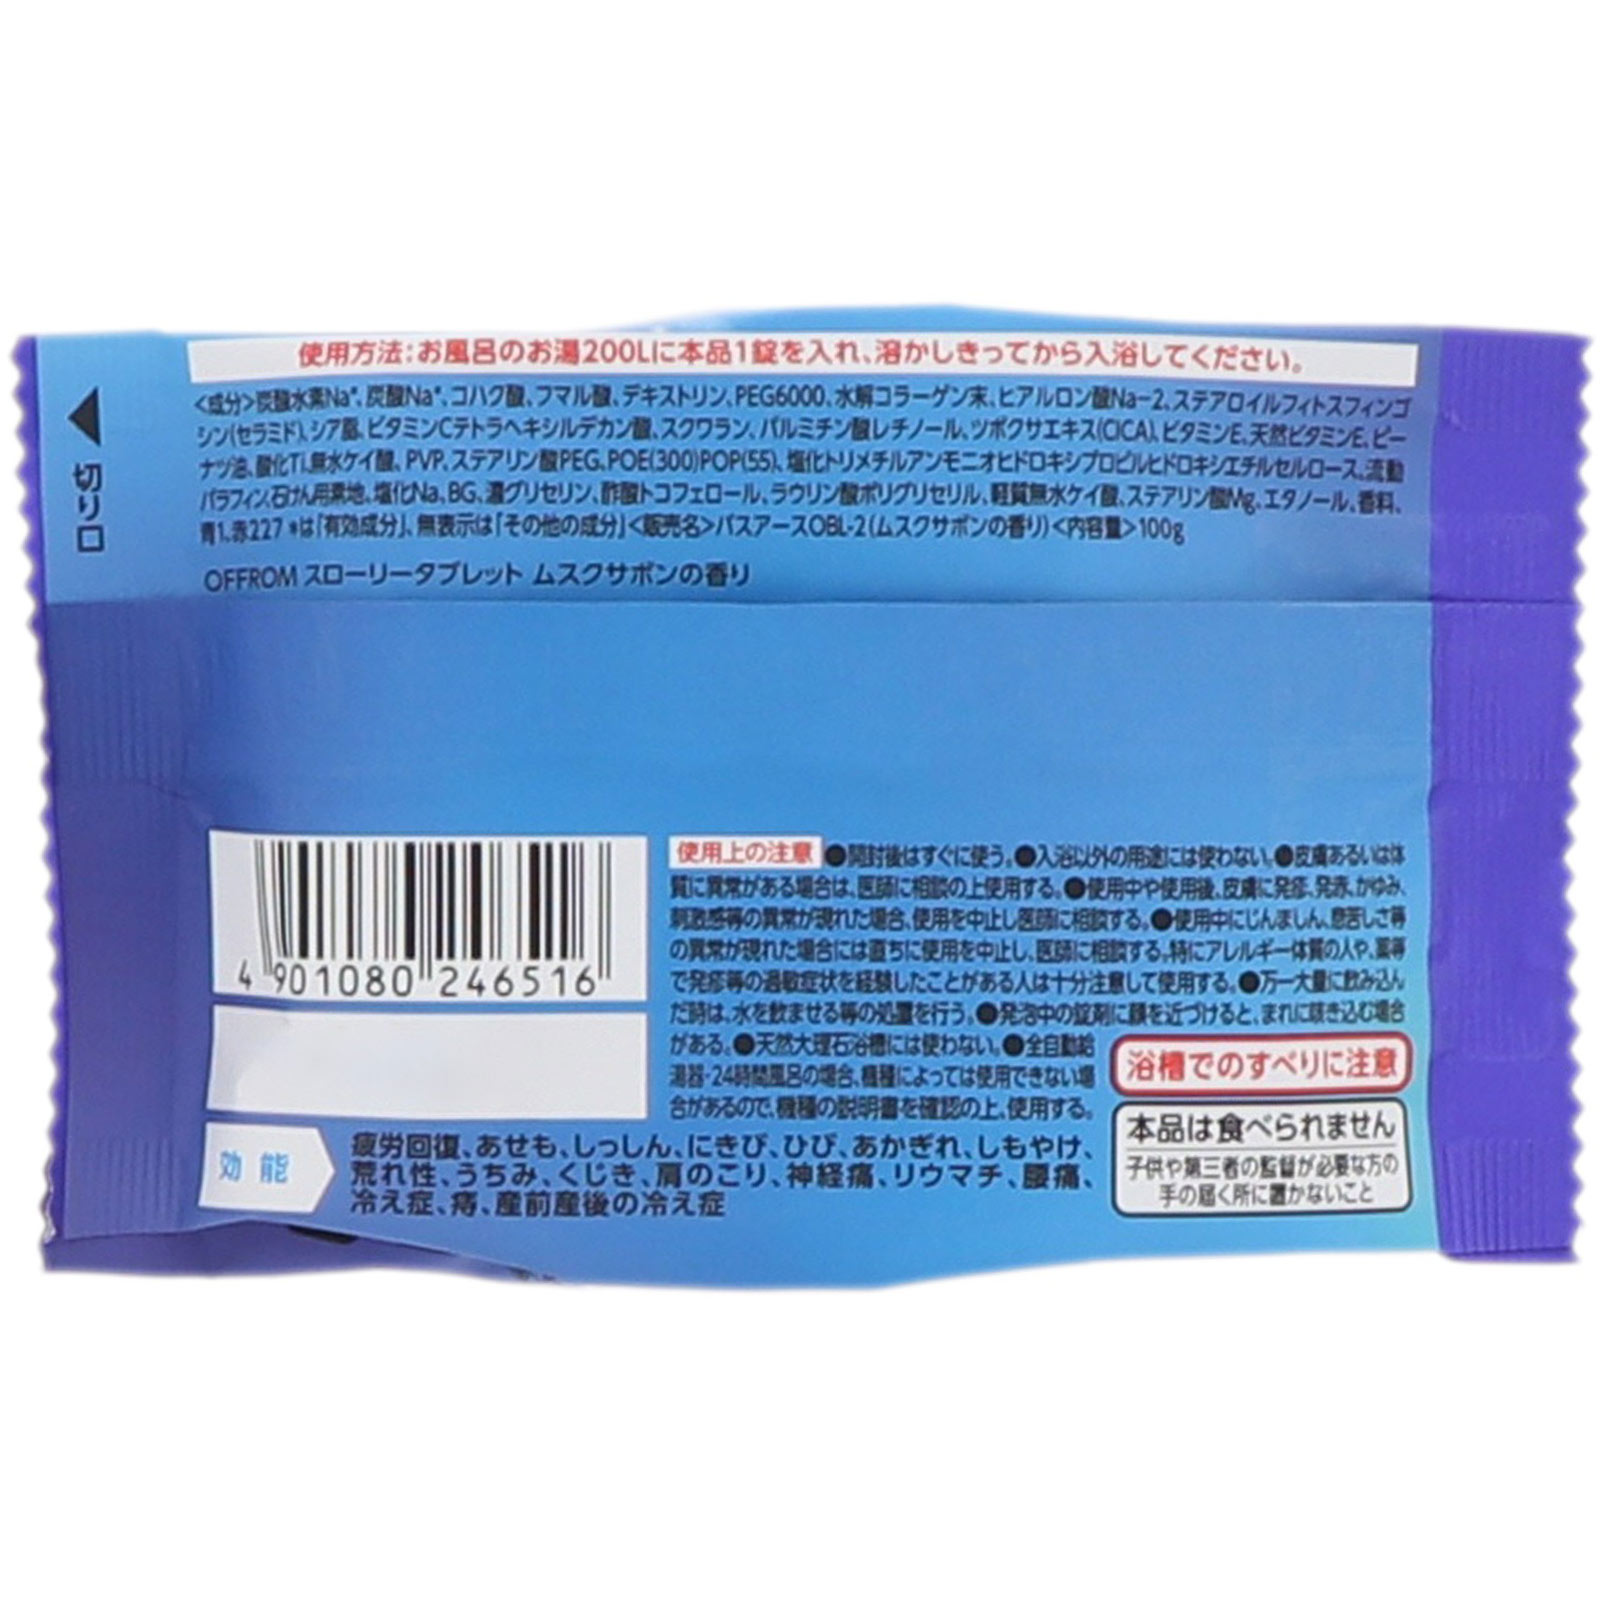 使用方法：お風呂のお湯200Lに本品1錠を入れ、溶かしきってから入浴してください。
<成分>炭酸水素Na*、炭酸Na*、コハク酸、フマル酸、デキストリン、PEG6000、水解コラーゲン末、ヒアルロン酸Na-2、ステアロイルフィトスフィンゴ
シン(セラミド)、シア脂、ビタミンCテトラヘキシルデカン酸、スクワラン、パルミチン酸レチノール、ツボクサエキス(CICA)、ビタミンE、天然ビタミンE、ピー
ナツ油、酸化Ti、無水ケイ酸、PVP、ステアリン酸PEG、POE(300)POP(55)、塩化トリメチルアンモニオヒドロキシプロピルヒドロキシエチルセルロース、流動
パラフィン、石けん用素地、塩化Na、BG、濃グリセリン、酢酸トコフェロール、ラウリン酸ポリグリセリル、軽質無水ケイ酸、ステアリン酸Mg、エタノール、香料、
青1、赤227 *は「有効成分」、無表示は「その他の成分」<販売名>バスアースOBL-2(ムスクサボンの香り)<内容量>100g
OFFROM スローリータブレット ムスクサボンの香り
切り口
4 901080 246516
使用上の注意 ●開封後はすぐに使う。●入浴以外の用途には使わない。●皮膚あるいは体
質に異常がある場合は、医師に相談の上使用する。●使用中や使用後、皮膚に発疹、発赤、かゆみ、
刺激感等の異常が現れた場合、使用を中止し医師に相談する。●使用中にじんましん、息苦しさ等
の異常が現れた場合には直ちに使用を中止し、医師に相談する。特にアレルギー体質の人や、薬等
で発疹等の過敏症状を経験したことがある人は十分注意して使用する。●万一大量に飲み込ん
だ時は、水を飲ませる等の処置を行う。●発泡中の錠剤に顔を近づけると、まれに咳き込む場合
がある。●天然大理石浴槽には使わない。●全自動給
湯器・24時間風呂の場合、機種によっては使用できない場
合があるので、機種の説明書を確認の上、使用する。
浴槽でのすべりに注意
本品は食べられません
子供や第三者の監督が必要な方の
手の届く所に置かないこと
効能
疲労回復、あせも、しっしん、にきび、ひび、あかぎれ、しもやけ、
荒れ性、うちみ、くじき、肩のこり、神経痛、リウマチ、腰痛、
冷え症、痔、産前産後の冷え症